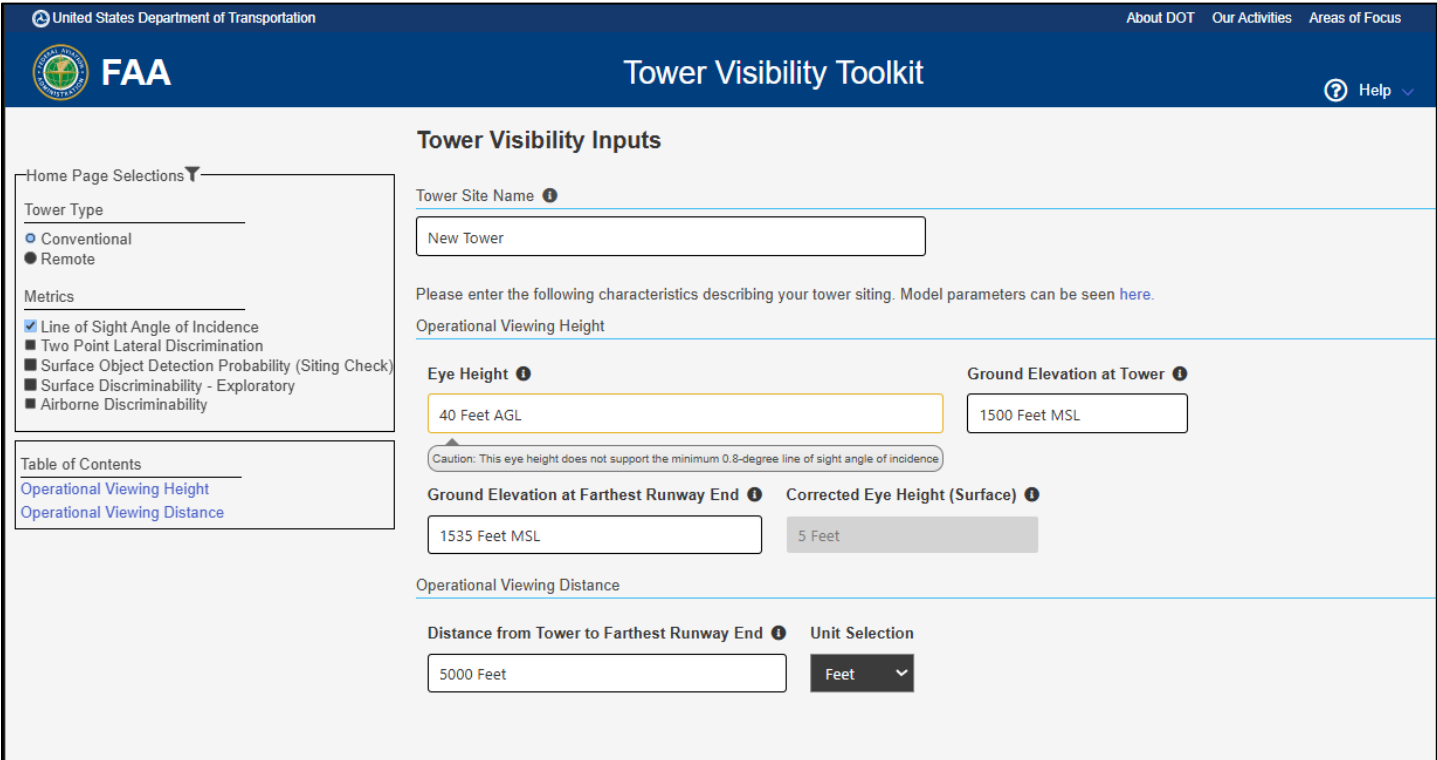 United States Department of Transportation
About DOT Our Activities Areas of Focus
FAA
Tower Visibility Toolkit
Help
Tower Visibility Inputs
Home Page Selections
Tower Type
Conventional
Remote
Metrics
Line of Sight Angle of Incidence
Two Point Lateral Discrimination
Surface Object Detection Probability (Siting Check)
Surface Discriminability - Exploratory
Airborne Discriminability
Table of Contents
Operational Viewing Height
Operational Viewing Distance
Tower Site Name
New Tower
Please enter the following characteristics describing your tower siting. Model parameters can be seen here.
Operational Viewing Height
Eye Height
Ground Elevation at Tower
40 Feet AGL
1500 Feet MSL
Caution: This eye height does not support the minimum 0.8-degree line of sight angle of incidence
Ground Elevation at Farthest Runway End
Corrected Eye Height (Surface)
1535 Feet MSL
5 Feet
Operational Viewing Distance
Distance from Tower to Farthest Runway End
Unit Selection
5000 Feet
Feet